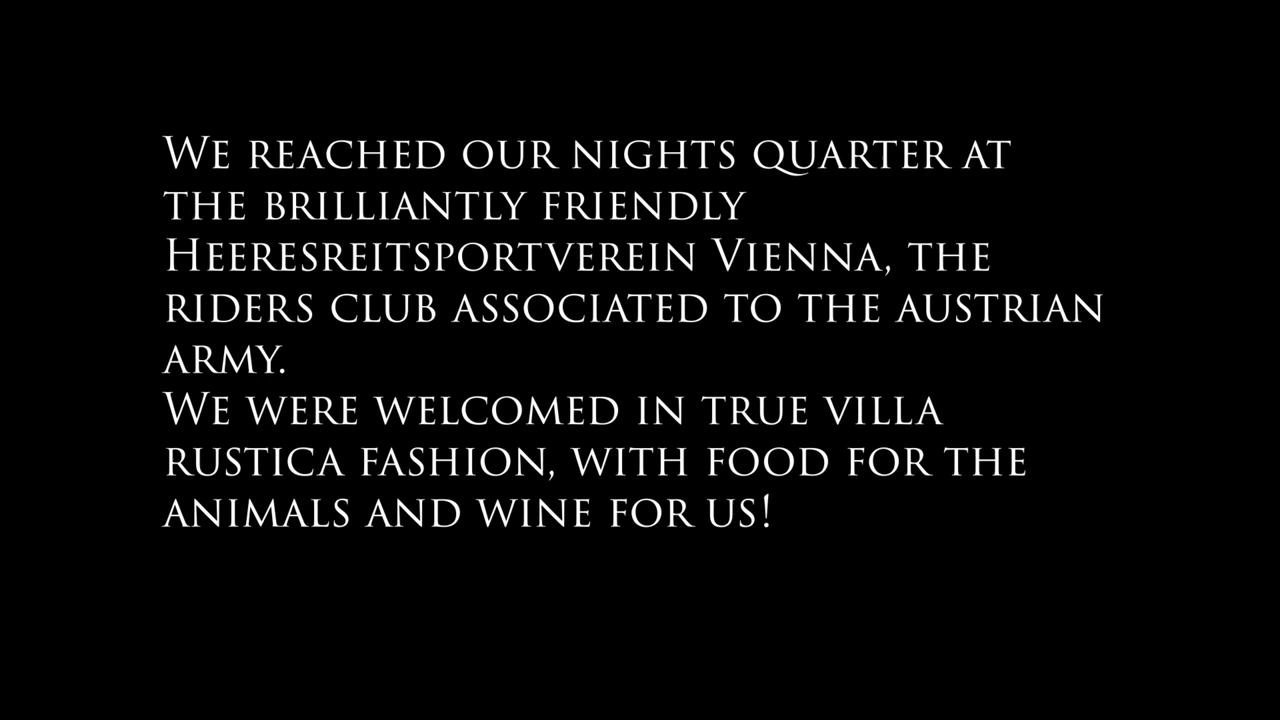 We reached our nights quarter at
the brilliantly friendly
Heeresreitsportverein Vienna, the
riders club associated to the austrian
army.
We were welcomed in true villa
rustica fashion, with food for the
animals and wine for us!